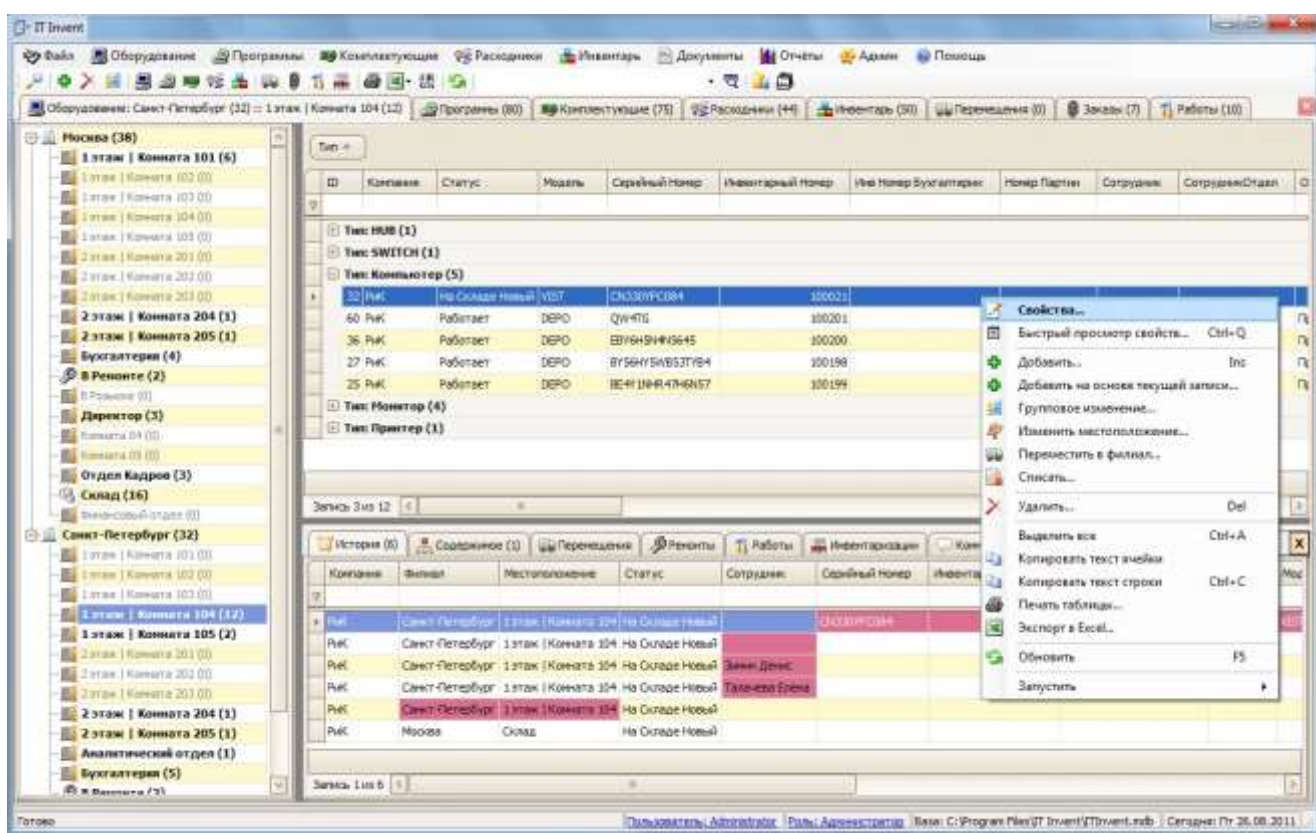 IT Invent
Файл Оборудование Программы Комплектующие Расходники Инвентарь Документы Отчёты Админ Помощь
Оборудование: Санкт-Петербург (32) :: 1 этаж | Комната 104 (12) Программы (80) Комплектующие (75) Расходники (44) Инвентарь (50) Перемещения (0) Заказы (7) Работы (10)
Москва (38)
1 этаж | Комната 101 (6)
1 этаж | Комната 102 (0)
1 этаж | Комната 103 (0)
1 этаж | Комната 104 (0)
1 этаж | Комната 105 (0)
2 этаж | Комната 201 (0)
2 этаж | Комната 202 (0)
2 этаж | Комната 203 (0)
2 этаж | Комната 204 (1)
2 этаж | Комната 205 (1)
Бухгалтерия (4)
В Ремонте (2)
В Розыске (0)
Директор (3)
Комната 04 (0)
Комната 05 (0)
Отдел Кадров (3)
Склад (16)
Финансовый отдел (0)
Санкт-Петербург (32)
1 этаж | Комната 101 (0)
1 этаж | Комната 102 (0)
1 этаж | Комната 103 (0)
1 этаж | Комната 104 (12)
1 этаж | Комната 105 (2)
2 этаж | Комната 201 (0)
2 этаж | Комната 202 (0)
2 этаж | Комната 203 (0)
2 этаж | Комната 204 (1)
2 этаж | Комната 205 (1)
Аналитический отдел (1)
Бухгалтерия (5)
В Ремонте (2)
Тип
ID Компания Статус Модель Серийный Номер Инвентарный Номер Инв Номер Бухгалтерии Номер Партии Сотрудник СотрудникОтдел
Тип: HUB (1)
Тип: SWITCH (1)
Тип: Компьютер (5)
32 РиК На Складе Новый VIST CN330YFC084 100021
60 РиК Работает DEPO QW47G 100201
36 РиК Работает DEPO 100200
27 РиК Работает DEPO 100198
25 РиК Работает DEPO 100199
Тип: Монитор (4)
Тип: Принтер (1)
Запись 3 из 12
Свойства...
Быстрый просмотр свойств... Ctrl+Q
Добавить... Ins
Добавить на основе текущей записи...
Групповое изменение...
Изменить местоположение...
Переместить в филиал...
Списать...
Удалить... Del
Выделить все Ctrl+A
Копировать текст ячейки
Копировать текст строки Ctrl+C
Печать таблицы...
Экспорт в Excel...
Обновить F5
Запустить
История (6) Содержимое (1) Перемещения Ремонты Работы Инвентаризации
Компания Филиал Местоположение Статус Сотрудник Серийный Номер
РиК Санкт-Петербург 1 этаж | Комната 104 На Складе Новый CN330YFC084
РиК Санкт-Петербург 1 этаж | Комната 104 На Складе Новый
РиК Санкт-Петербург 1 этаж | Комната 104 На Складе Новый Зимин Денис
РиК Санкт-Петербург 1 этаж | Комната 104 На Складе Новый Талачева Елена
РиК Санкт-Петербург 1 этаж | Комната 104 На Складе Новый
РиК Москва Склад На Складе Новый
Запись 1 из 6
Готово Пользователь: Administrator Роль: Администратор База: C:\Program Files\IT Invent\ITInvent.mdb Сегодня: Пт 26.08.2011